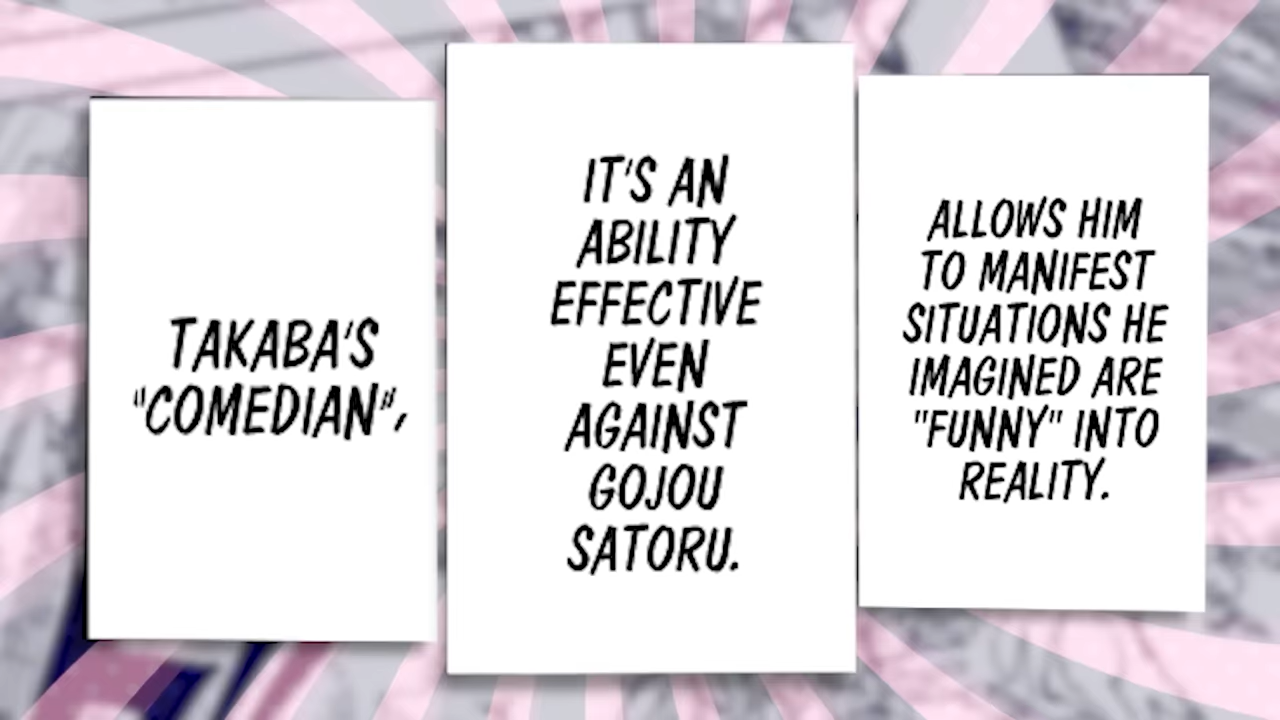 TAKABA'S
"COMEDIAN",
IT'S AN
ABILITY
EFFECTIVE
EVEN
AGAINST
GOJOU
SATORU.
ALLOWS HIM
TO MANIFEST
SITUATIONS HE
IMAGINED ARE
"FUNNY" INTO
REALITY.